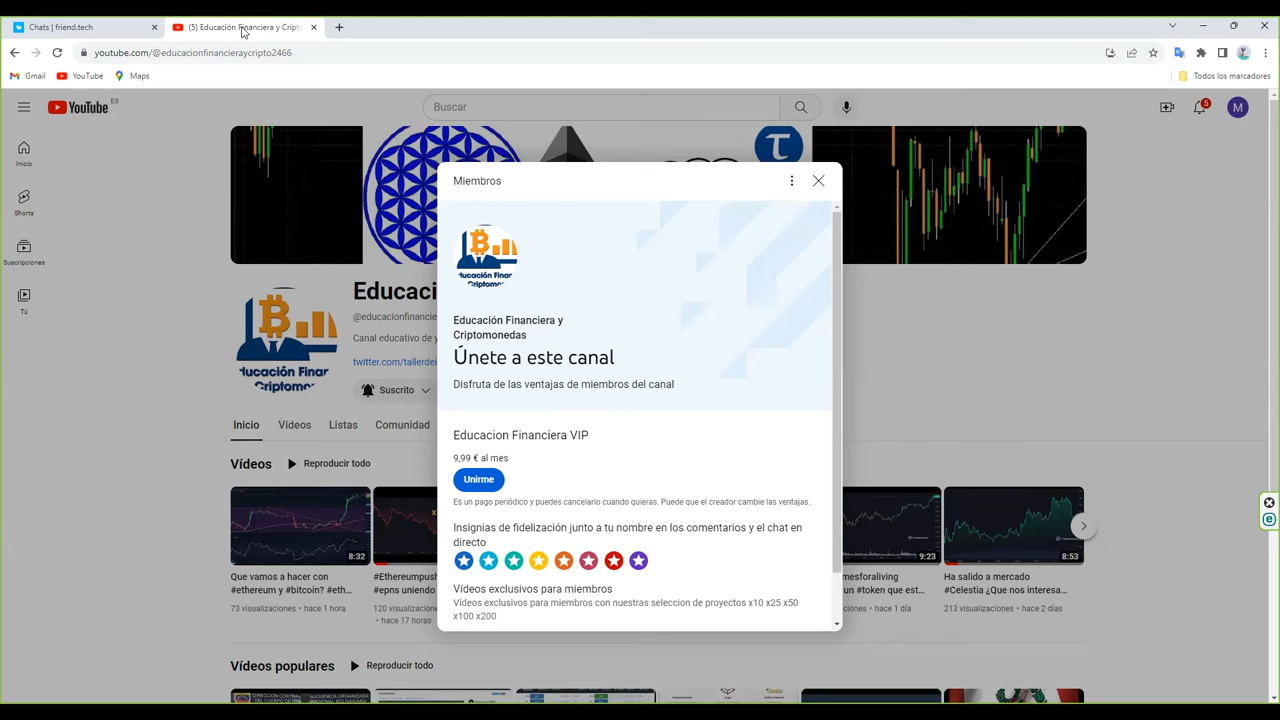 Chats | friend.tech
(5) Educación Financiera y Cripto
youtube.com/@educacionfinancieraycripto2466
Gmail
YouTube
Maps
Todos los marcadores
YouTube ES
Buscar
5
M
Inicio
Shorts
Suscripciones
Tú
Miembros
Educación Financiera y
Criptomonedas
Únete a este canal
Disfruta de las ventajas de miembros del canal
Educacion Financiera VIP
9,99 € al mes
Unirme
Es un pago periódico y puedes cancelarlo cuando quieras. Puede que el creador cambie las ventajas.
Insignias de fidelización junto a tu nombre en los comentarios y el chat en
directo
Vídeos exclusivos para miembros
Vídeos exclusivos para miembros con nuestras seleccion de proyectos x10 x25 x50
x100 x200
Educaci
@educacionfinancie
Canal educativo de y
twitter.com/tallerde
Suscrito
Inicio
Vídeos
Listas
Comunidad
Vídeos
Reproducir todo
8:32
9:23
8:53
Que vamos a hacer con
#ethereum y #bitcoin? #eth...
73 visualizaciones • hace 1 hora
#Ethereumpush
epns uniendo
120 visualizacione
• hace 17 horas
mesforaliving
un #token que est...
• hace 1 día
Ha salido a mercado
#Celestia ¿Que nos interesa...
213 visualizaciones • hace 2 días
Vídeos populares
Reproducir todo